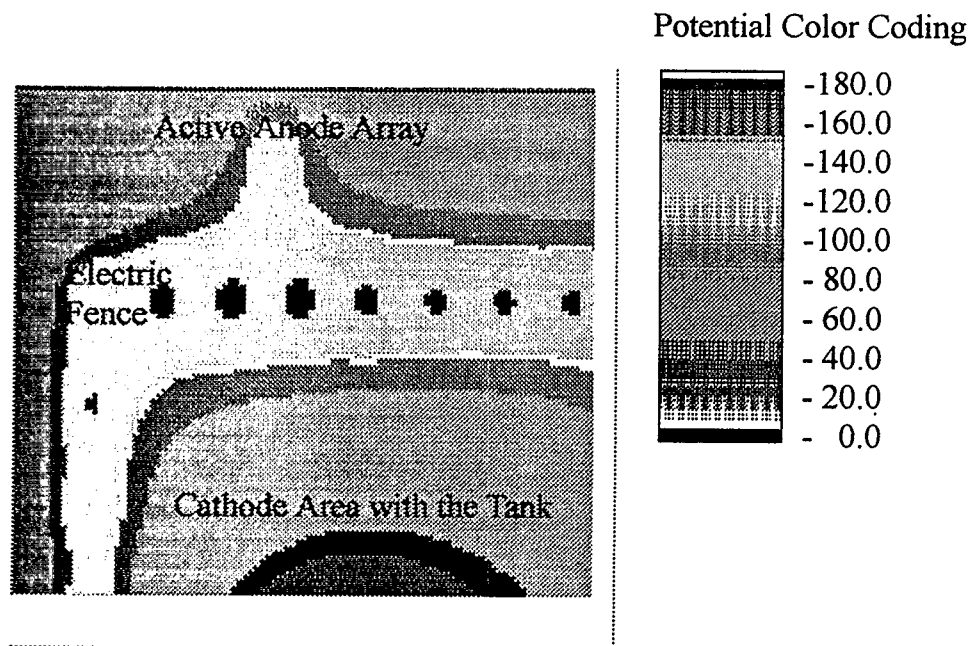 Potential Color Coding
Active Anode Array
Electric
Fence
Cathode Area with the Tank
-180.0
-160.0
-140.0
-120.0
-100.0
- 80.0
- 60.0
- 40.0
- 20.0
- 0.0